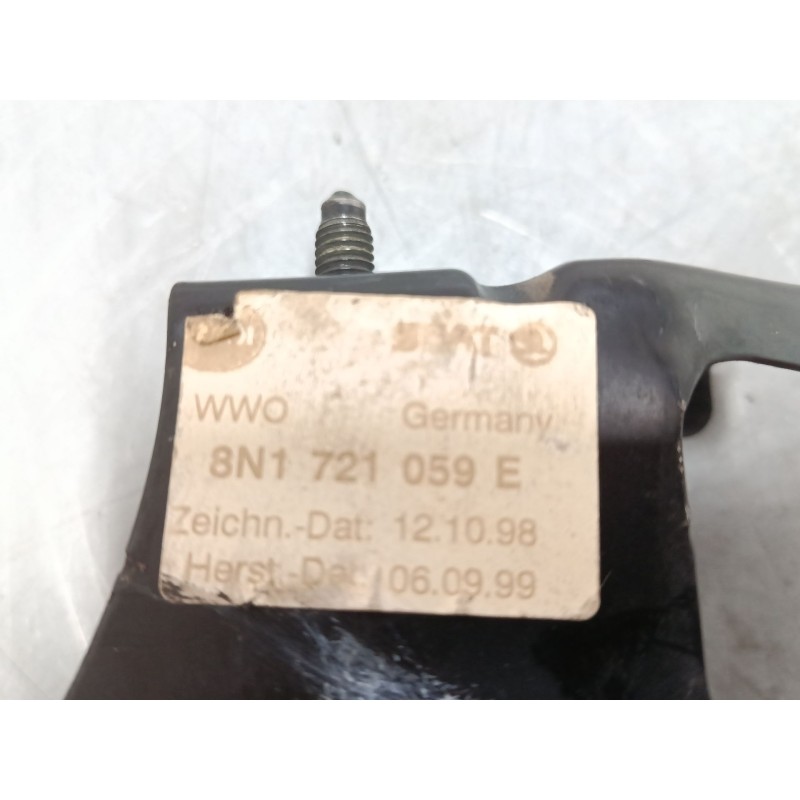 SEAT
WWO Germany
8N1 721 059 E
Zeichn.-Dat: 12.10.98
Herst.-Dat: 06.09.99